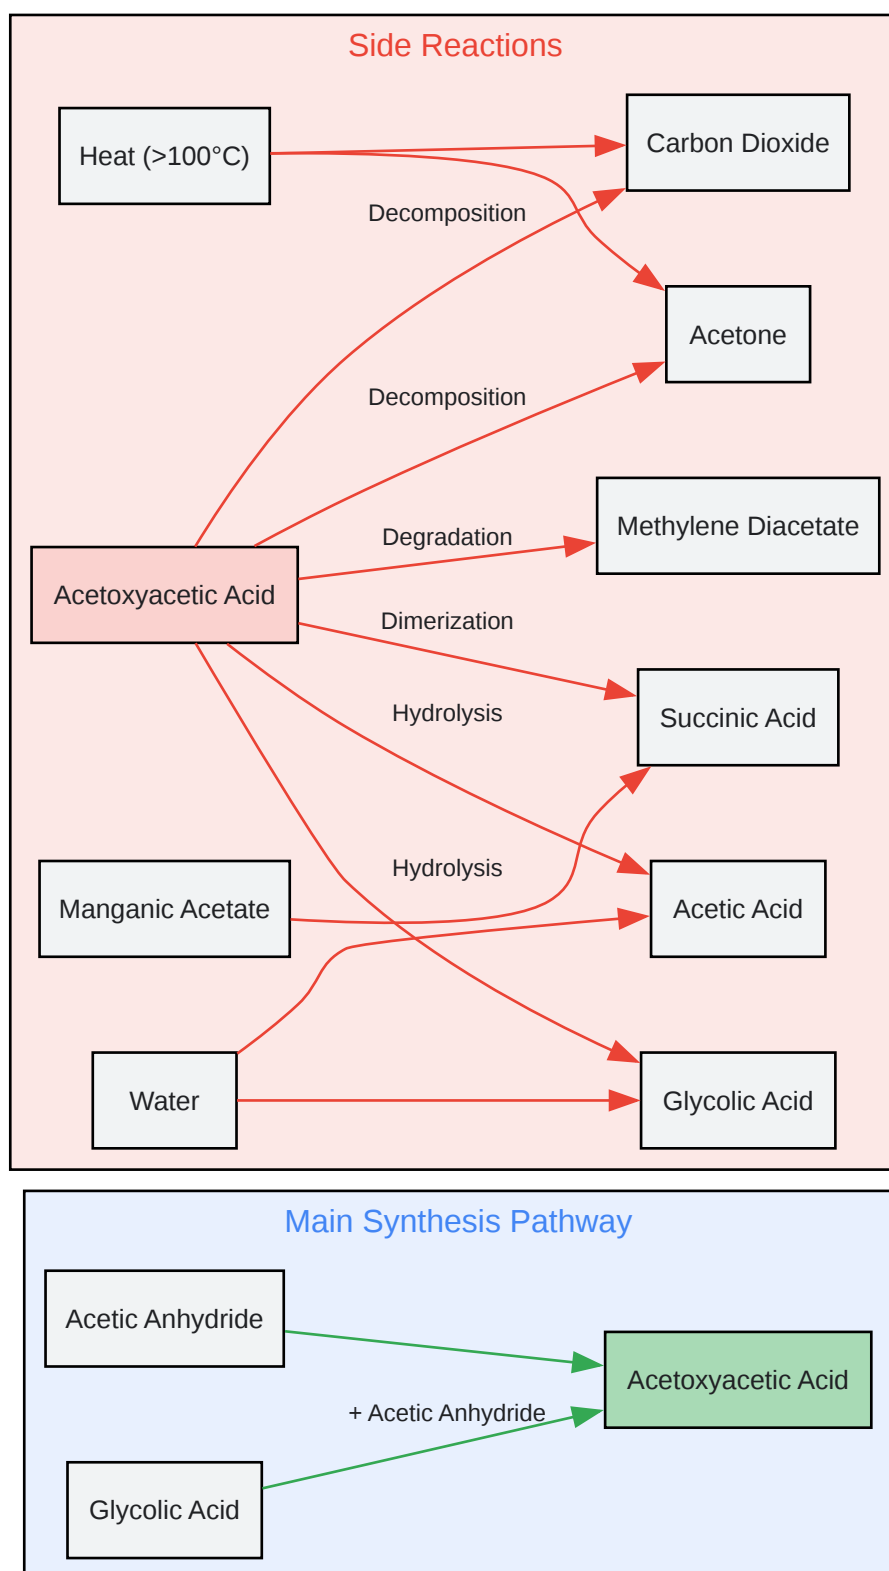 Side Reactions
Heat (>100°C)
Carbon Dioxide
Decomposition
Acetone
Decomposition
Methylene Diacetate
Degradation
Acetoxyacetic Acid
Dimerization
Succinic Acid
Hydrolysis
Hydrolysis
Manganic Acetate
Acetic Acid
Water
Glycolic Acid
Main Synthesis Pathway
Acetic Anhydride
Acetoxyacetic Acid
+ Acetic Anhydride
Glycolic Acid